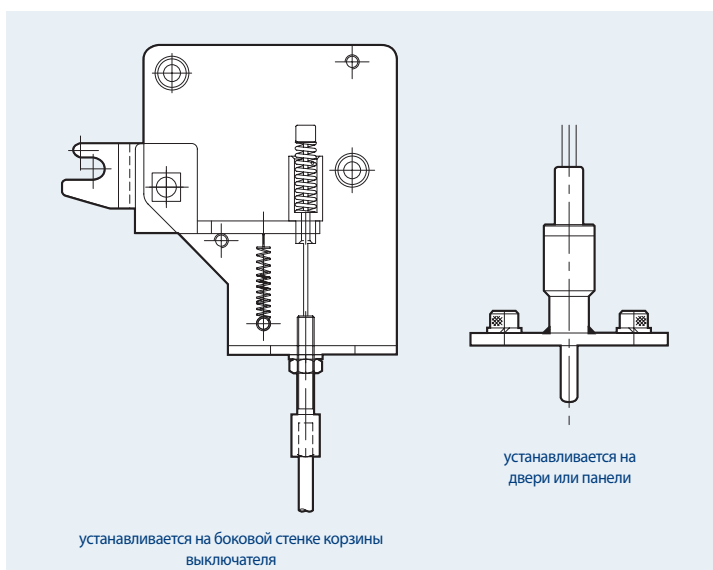 устанавливается на
двери или панели
устанавливается на боковой стенке корзины
выключателя